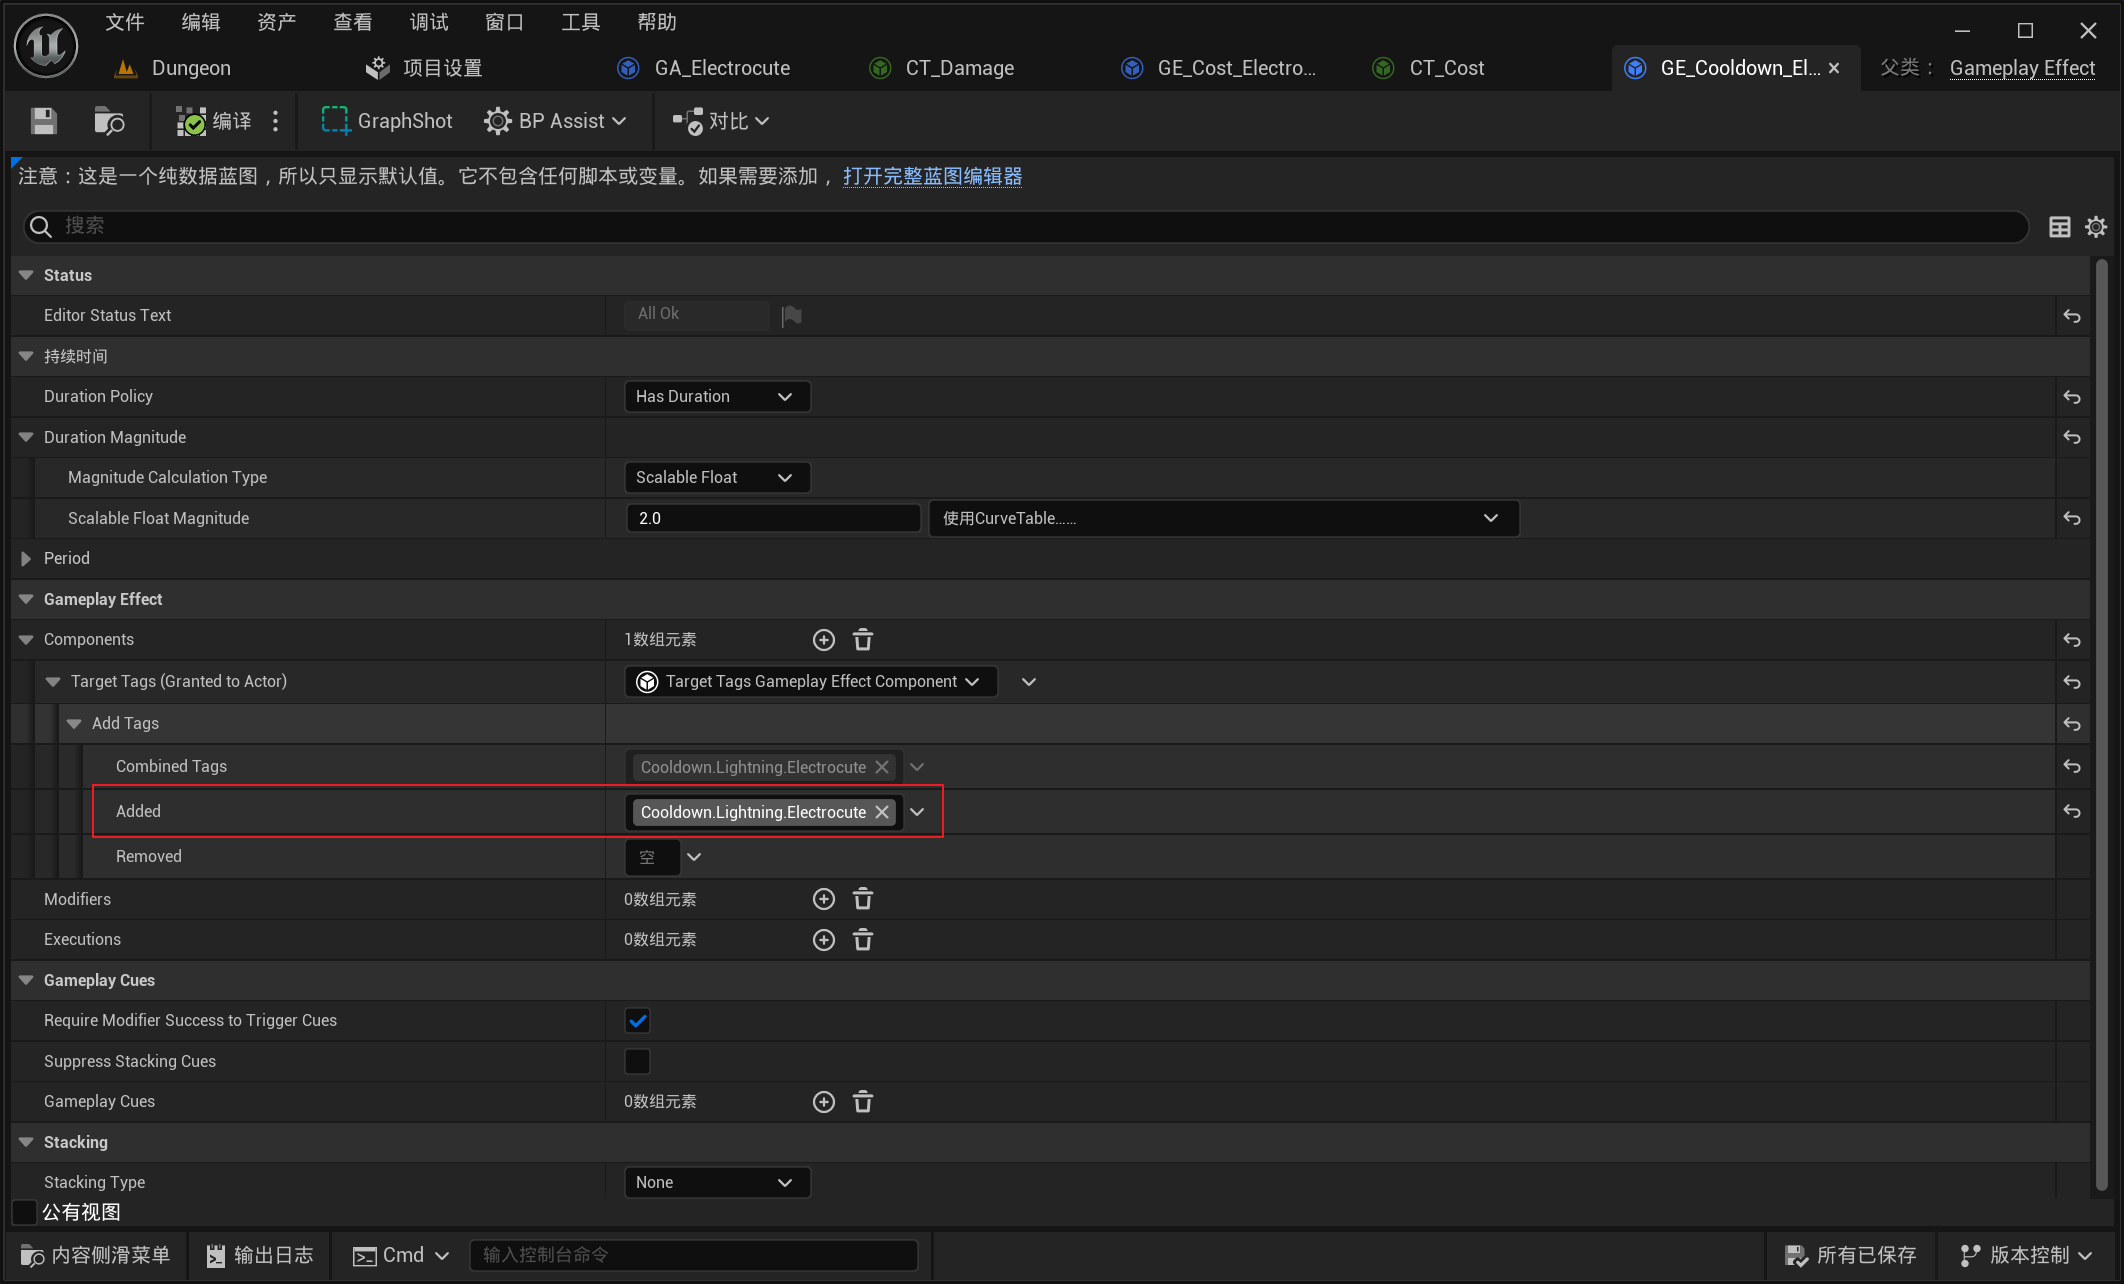 文件 编辑 资产 查看 调试 窗口 工具 帮助
Dungeon 项目设置 GA_Electrocute CT_Damage GE_Cost_Electro... CT_Cost GE_Cooldown_El... 父类： Gameplay Effect
编译 GraphShot BP Assist 对比
注意：这是一个纯数据蓝图，所以只显示默认值。它不包含任何脚本或变量。如果需要添加， 打开完整蓝图编辑器
搜索
Status
Editor Status Text All Ok
持续时间
Duration Policy Has Duration
Duration Magnitude
Magnitude Calculation Type Scalable Float
Scalable Float Magnitude 2.0 使用CurveTable......
Period
Gameplay Effect
Components 1数组元素
Target Tags (Granted to Actor) Target Tags Gameplay Effect Component
Add Tags
Combined Tags Cooldown.Lightning.Electrocute
Added Cooldown.Lightning.Electrocute
Removed 空
Modifiers 0数组元素
Executions 0数组元素
Gameplay Cues
Require Modifier Success to Trigger Cues
Suppress Stacking Cues
Gameplay Cues 0数组元素
Stacking
Stacking Type None
公有视图
内容侧滑菜单 输出日志 Cmd 输入控制台命令 所有已保存 版本控制